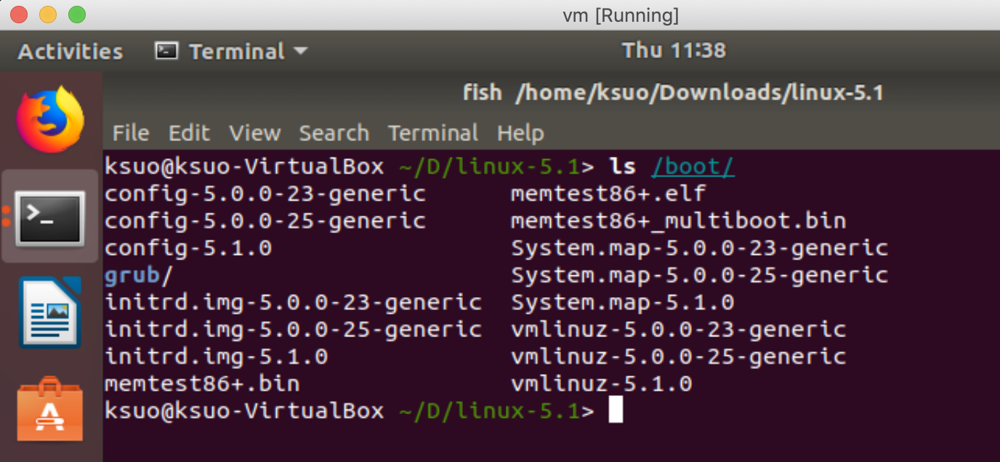 vm [Running]
Activities Terminal Thu 11:38
fish /home/ksuo/Downloads/linux-5.1
File Edit View Search Terminal Help
ksuo@ksuo-VirtualBox ~/D/linux-5.1> ls /boot/
config-5.0.0-23-generic memtest86+.elf
config-5.0.0-25-generic memtest86+_multiboot.bin
config-5.1.0 System.map-5.0.0-23-generic
grub/ System.map-5.0.0-25-generic
initrd.img-5.0.0-23-generic System.map-5.1.0
initrd.img-5.0.0-25-generic vmlinuz-5.0.0-23-generic
initrd.img-5.1.0 vmlinuz-5.0.0-25-generic
memtest86+.bin vmlinuz-5.1.0
ksuo@ksuo-VirtualBox ~/D/linux-5.1>